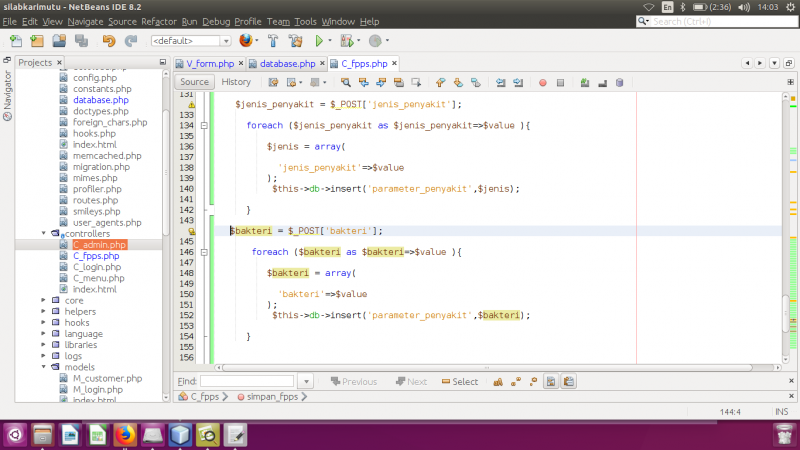 silabkarimutu - NetBeans IDE 8.2
En
(2:36)
14:03
File Edit View Navigate Source Refactor Run Debug Profile Team Tools Window Help
Search (Ctrl+I)
<default>
Projects
V_form.php
database.php
C_fpps.php
Source
History
Navigator
config.php
constants.php
database.php
doctypes.php
foreign_chars.php
hooks.php
index.html
memcached.php
migration.php
mimes.php
profiler.php
routes.php
smileys.php
user_agents.php
controllers
C_admin.php
C_fpps.php
C_login.php
C_menu.php
index.html
core
helpers
hooks
language
libraries
logs
models
M_customer.php
M_login.php
index.html
131
$jenis_penyakit = $_POST['jenis_penyakit'];
133
134 foreach ($jenis_penyakit as $jenis_penyakit=>$value ){
135
136 $jenis = array(
137
138 'jenis_penyakit'=>$value
139 );
140 $this->db->insert('parameter_penyakit',$jenis);
141
142 }
143
$bakteri = $_POST['bakteri'];
145
146 foreach ($bakteri as $bakteri=>$value ){
147
148 $bakteri = array(
149
150 'bakteri'=>$value
151 );
152 $this->db->insert('parameter_penyakit',$bakteri);
153
154 }
155
156
Find:
Previous
Next
Select
C_fpps
simpan_fpps
144:4
INS